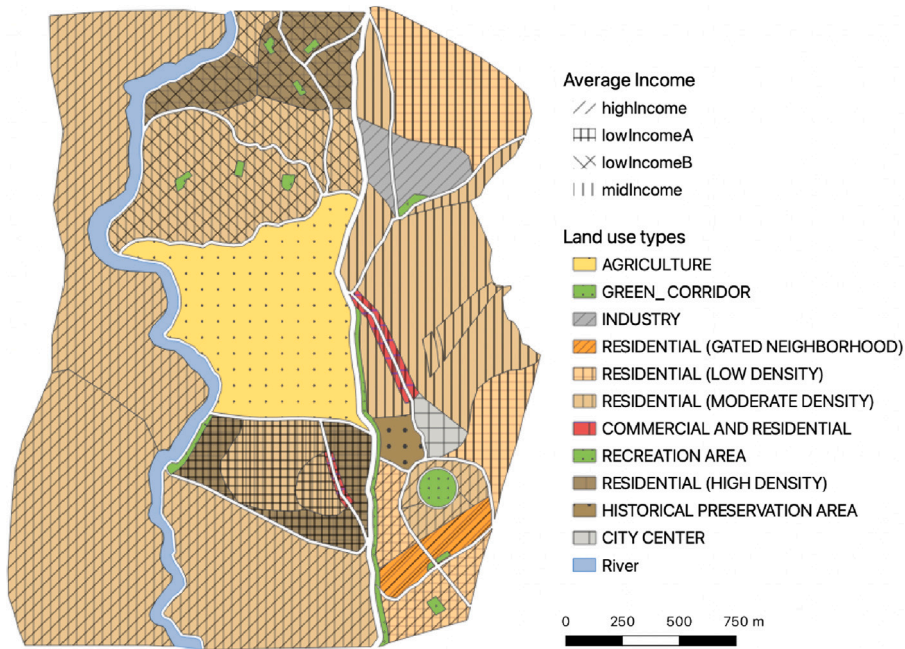 Average Income
highIncome
lowIncomeA
lowIncomeB
midIncome
Land use types
AGRICULTURE
GREEN_CORRIDOR
INDUSTRY
RESIDENTIAL (GATED NEIGHBORHOOD)
RESIDENTIAL (LOW DENSITY)
RESIDENTIAL (MODERATE DENSITY)
COMMERCIAL AND RESIDENTIAL
RECREATION AREA
RESIDENTIAL (HIGH DENSITY)
HISTORICAL PRESERVATION AREA
CITY CENTER
River
0 250 500 750 m